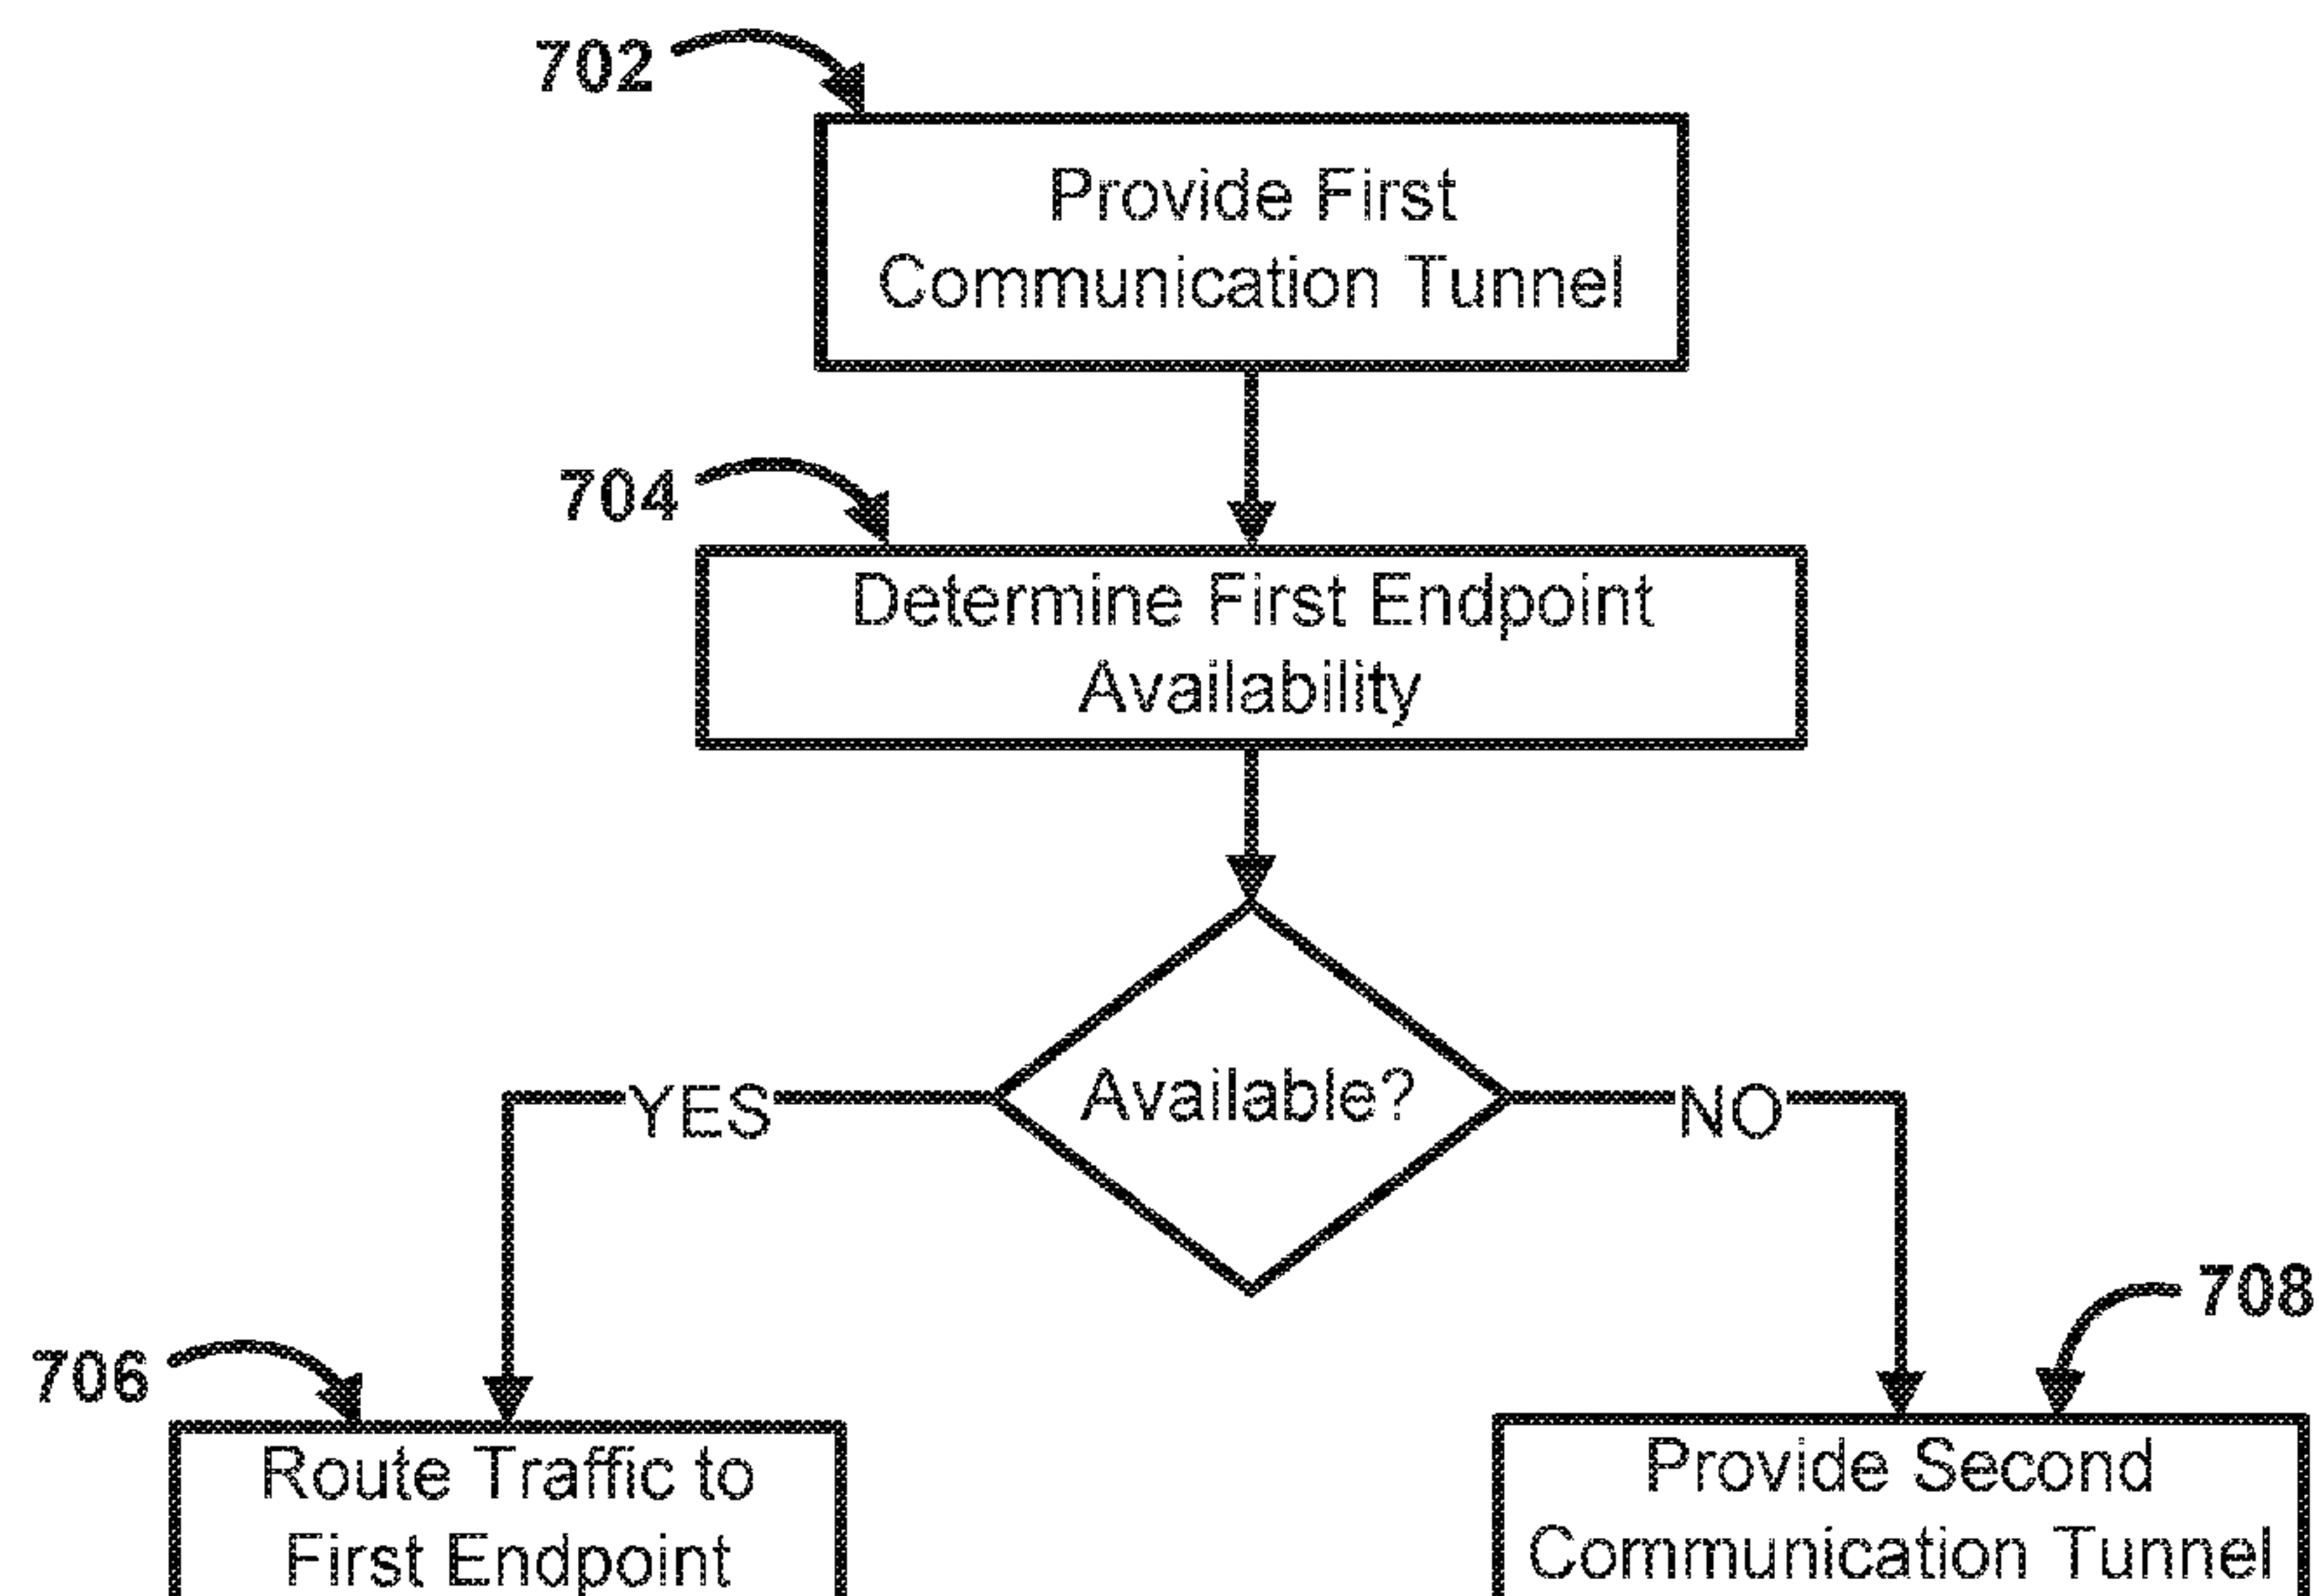 702
Provide First
Communication Tunnel
704
Determine First Endpoint
Availability
Available?
YES
NO
706
708
Route Traffic to
First Endpoint
Provide Second
Communication Tunnel